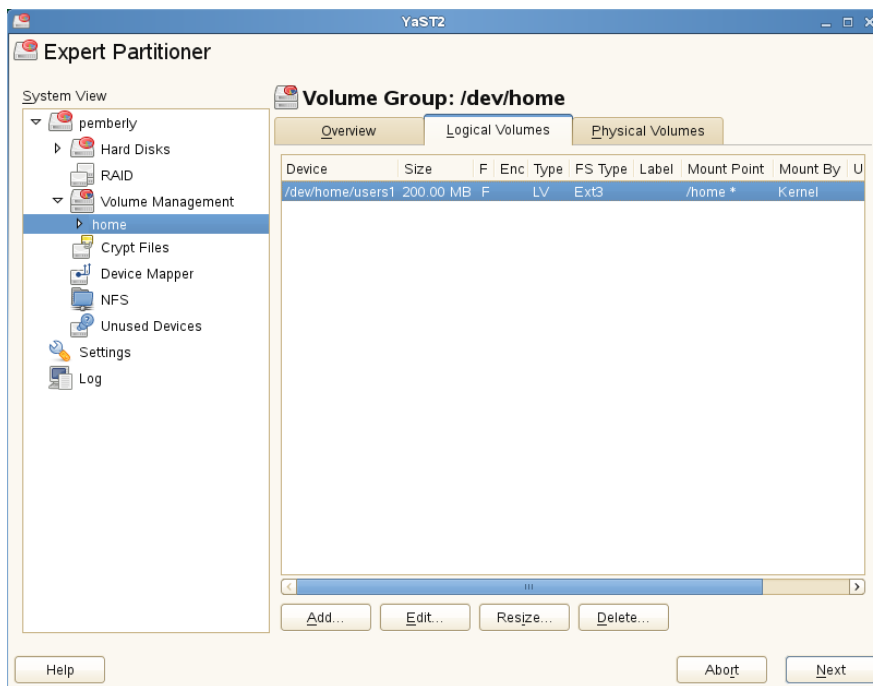 YaST2
Expert Partitioner
System View
pemberly
Hard Disks
RAID
Volume Management
home
Crypt Files
Device Mapper
NFS
Unused Devices
Settings
Log
Volume Group: /dev/home
Overview Logical Volumes Physical Volumes
Device Size F Enc Type FS Type Label Mount Point Mount By U
/dev/home/users1 200.00 MB F LV Ext3 /home * Kernel
Add... Edit... Resize... Delete...
Help Abort Next